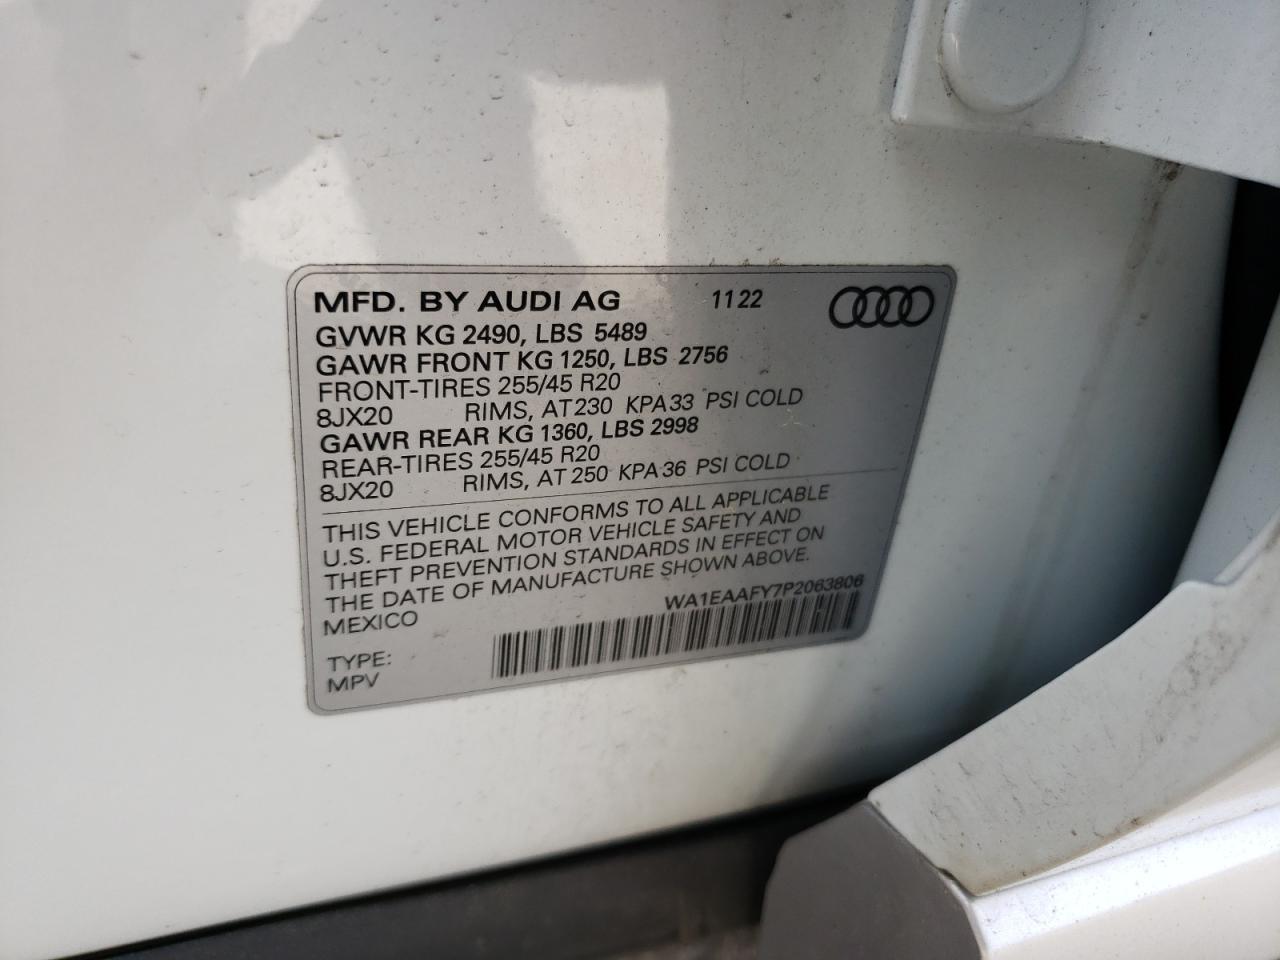 MFD. BY AUDI AG 11 22
GVWR KG 2490, LBS 5489
GAWR FRONT KG 1250, LBS 2756
FRONT-TIRES 255/45 R20
8JX20 RIMS, AT 230 KPA 33 PSI COLD
GAWR REAR KG 1360, LBS 2998
REAR-TIRES 255/45 R20
8JX20 RIMS, AT 250 KPA 36 PSI COLD
THIS VEHICLE CONFORMS TO ALL APPLICABLE
U.S. FEDERAL MOTOR VEHICLE SAFETY AND
THEFT PREVENTION STANDARDS IN EFFECT ON
THE DATE OF MANUFACTURE SHOWN ABOVE.
MEXICO WA1EAAFY7P2063806
TYPE:
MPV